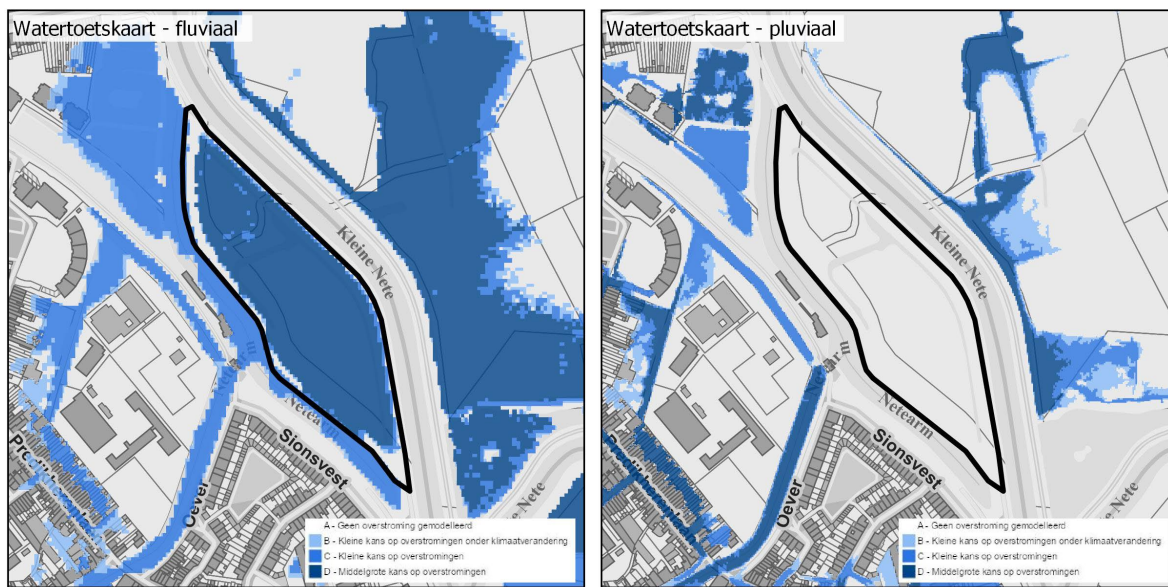 Watertoetskaart - fluviaal
Kleine Nete
Netearm
Sionsvest
Oever
Nete
A - Geen overstroming gemodelleerd
B - Kleine kans op overstromingen onder klimaatverandering
C - Kleine kans op overstromingen
D - Middelgrote kans op overstromingen
Watertoetskaart - pluviaal
Kleine Nete
Netearm
Sionsvest
Oever
Nete
A - Geen overstroming gemodelleerd
B - Kleine kans op overstromingen onder klimaatverandering
C - Kleine kans op overstromingen
D - Middelgrote kans op overstromingen